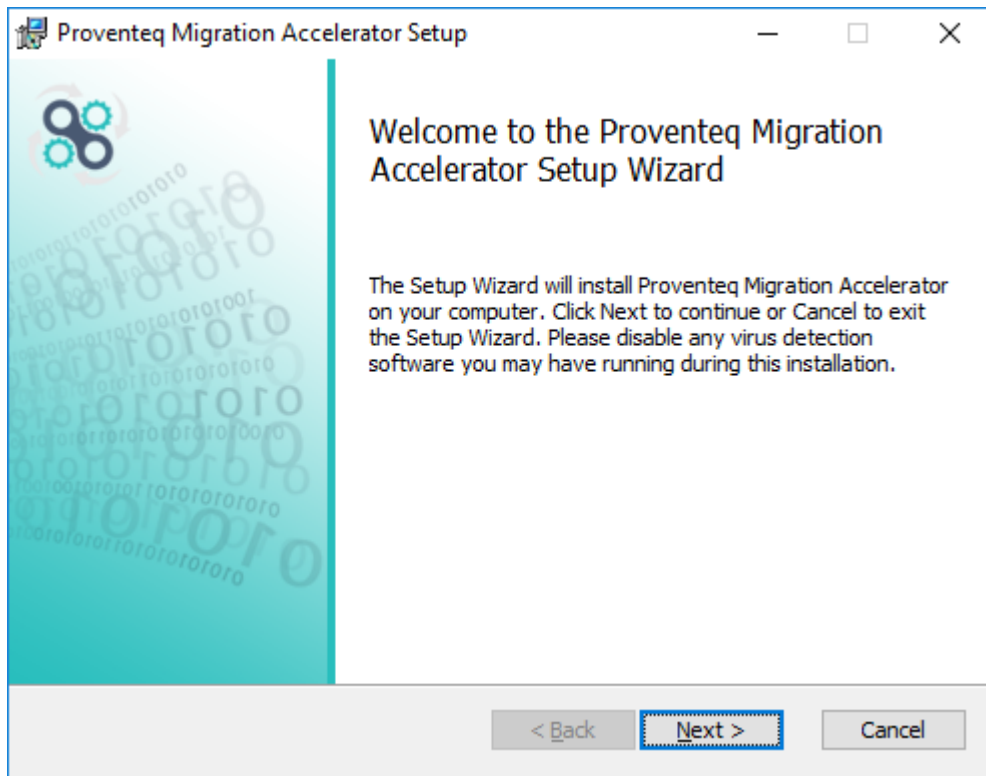 Proventeq Migration Accelerator Setup
Welcome to the Proventeq Migration
Accelerator Setup Wizard
The Setup Wizard will install Proventeq Migration Accelerator
on your computer. Click Next to continue or Cancel to exit
the Setup Wizard. Please disable any virus detection
software you may have running during this installation.
< Back
Next >
Cancel